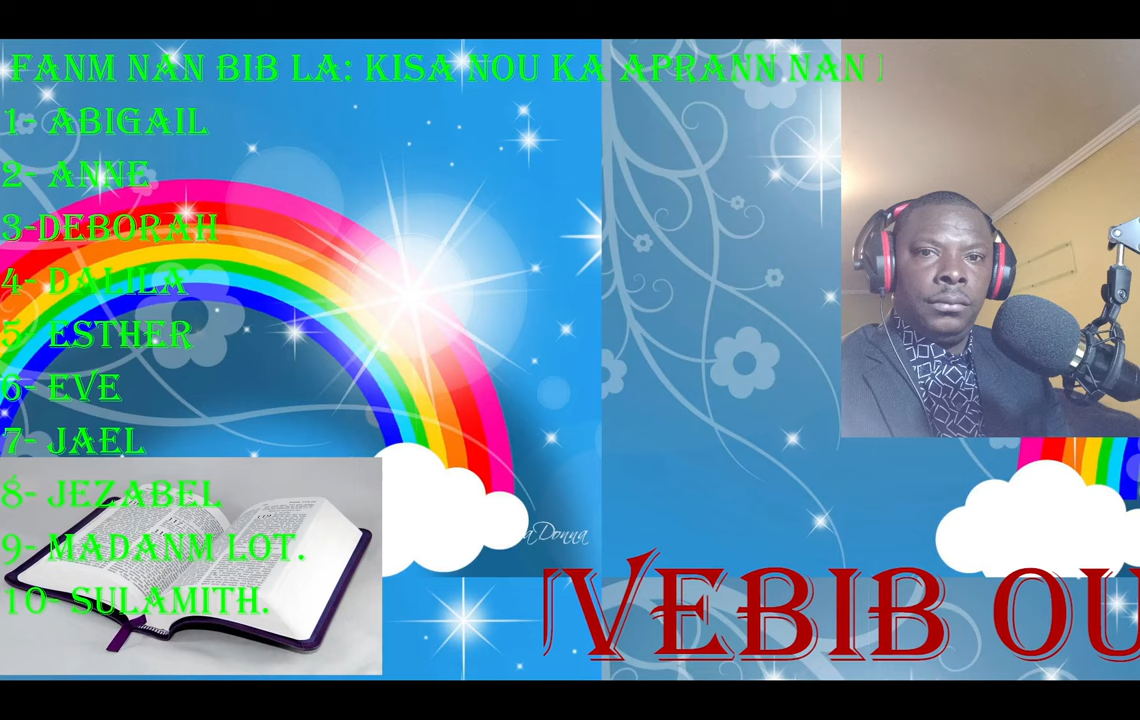 FANM NAN BIB LA: KISA NOU KA APRANN NAN
1- ABIGAIL
2- ANNE
3-DEBORAH
4- DALILA
5- ESTHER
6- EVE
7- JAEL
8- JEZABEL
9- MADANM LOT.
10- SULAMITH.
aDonna
VEBIB OU